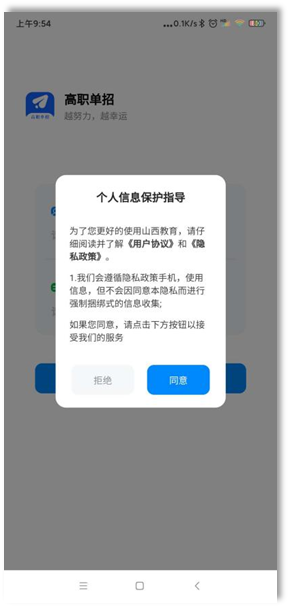 上午9:54
...0.1K/s
高职单招
越努力，越幸运
高职单招
个人信息保护指导
为了您更好的使用山西教育，请仔
细阅读并了解《用户协议》和《隐
私政策》。
1.我们会遵循隐私政策手机，使用
信息，但不会因同意本隐私而进行
强制捆绑式的信息收集;
如果您同意，请点击下方按钮以接
受我们的服务
拒绝
同意